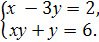 x - 3y = 2,
xy + y = 6.